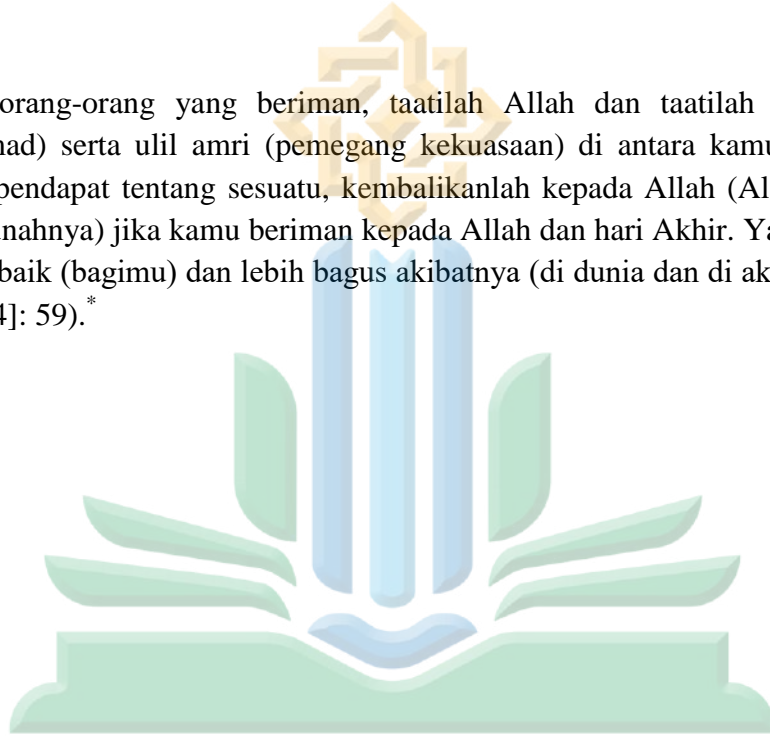 orang-orang yang beriman, taatilah Allah dan taatilah
ad) serta ulil amri (pemegang kekuasaan) di antara kamu
pendapat tentang sesuatu, kembalikanlah kepada Allah (Al
nahnya) jika kamu beriman kepada Allah dan hari Akhir. Ya
baik (bagimu) dan lebih bagus akibatnya (di dunia dan di ak
4]: 59).*